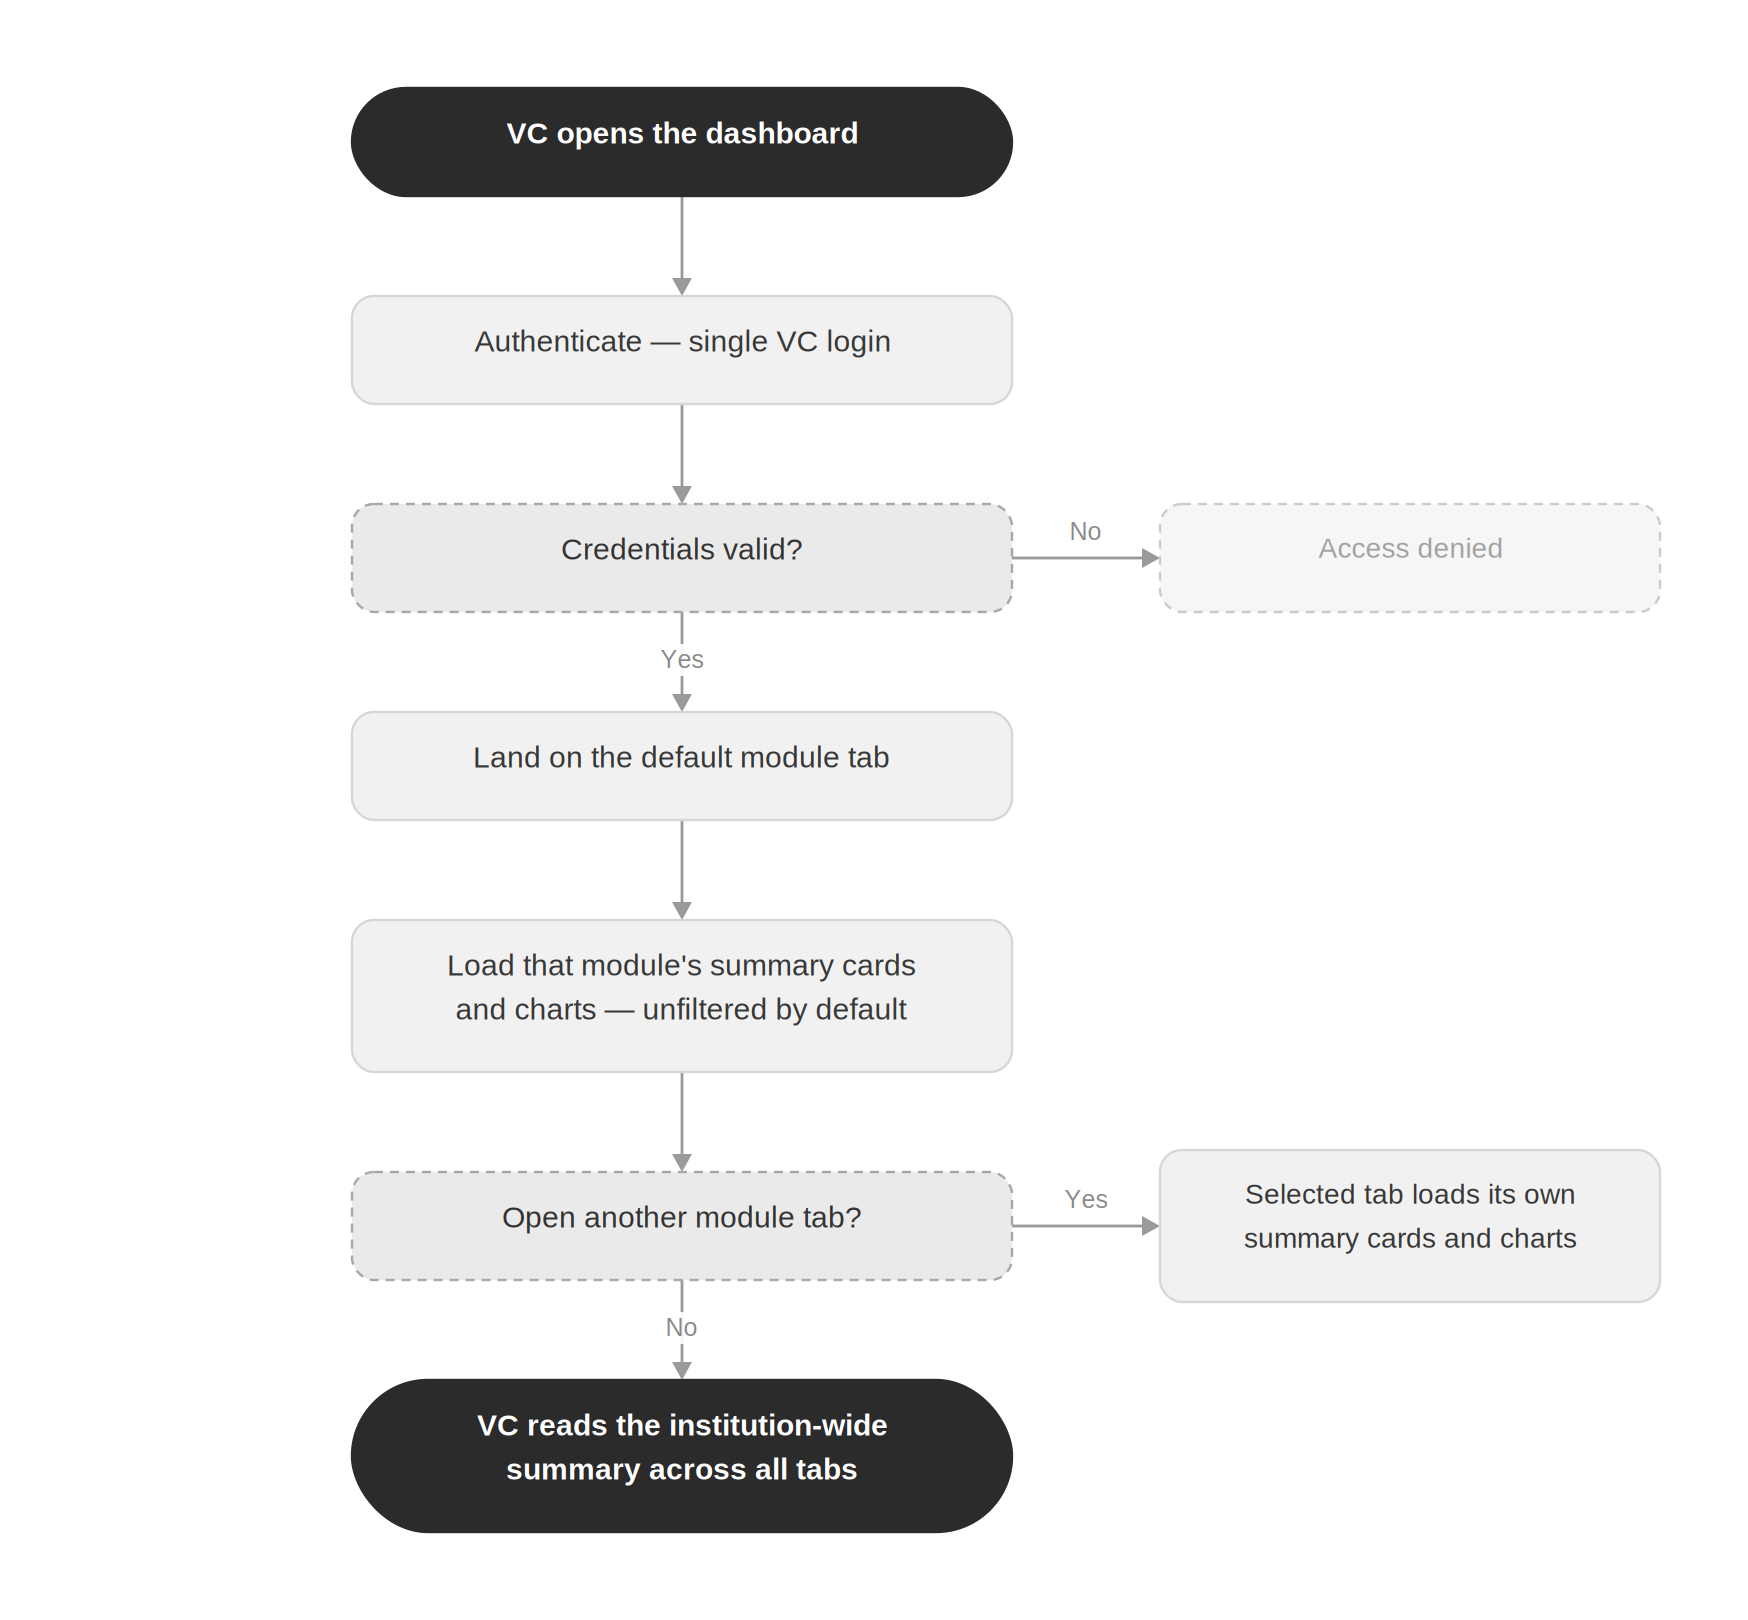 VC opens the dashboard
Authenticate — single VC login
Credentials valid?
No
Access denied
Yes
Land on the default module tab
Load that module's summary cards
and charts — unfiltered by default
Open another module tab?
Yes
Selected tab loads its own
summary cards and charts
No
VC reads the institution-wide
summary across all tabs